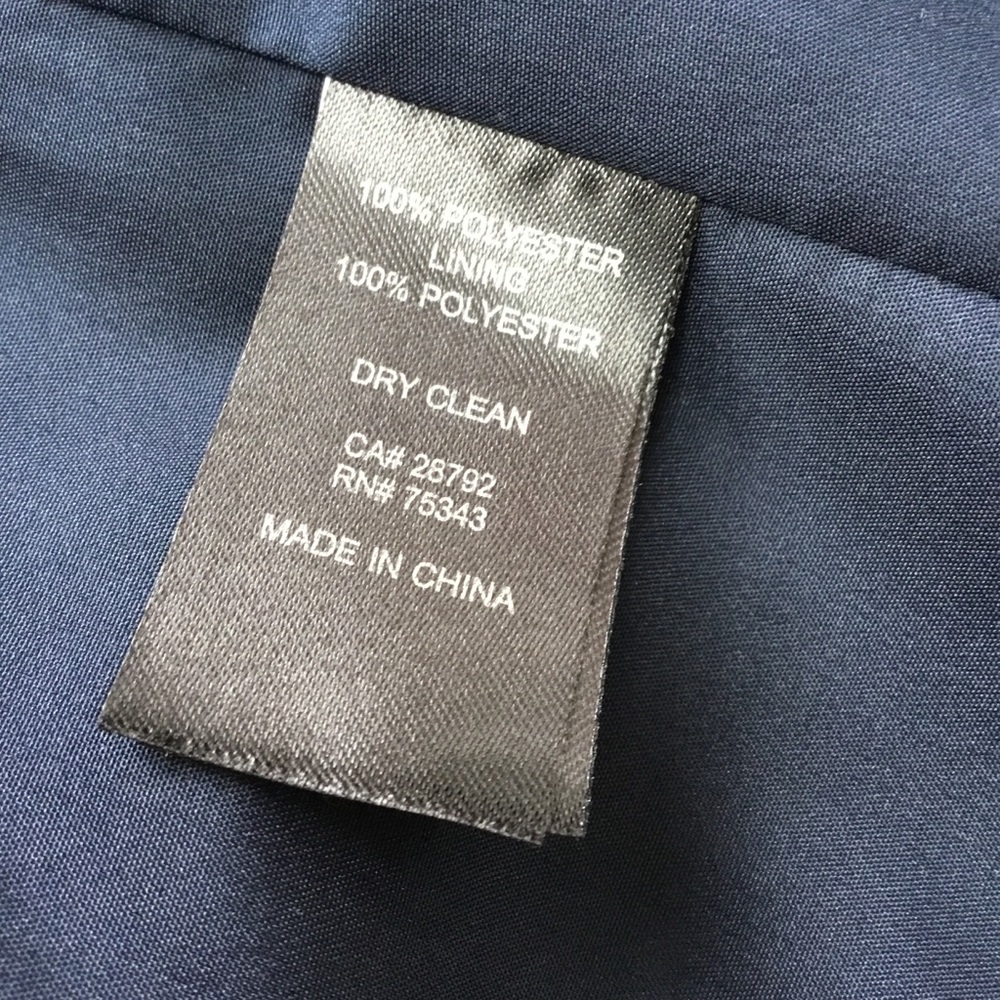 100% POLYESTER
LINING
100% POLYESTER
DRY CLEAN
CA# 28792
RN# 75343
MADE IN CHINA